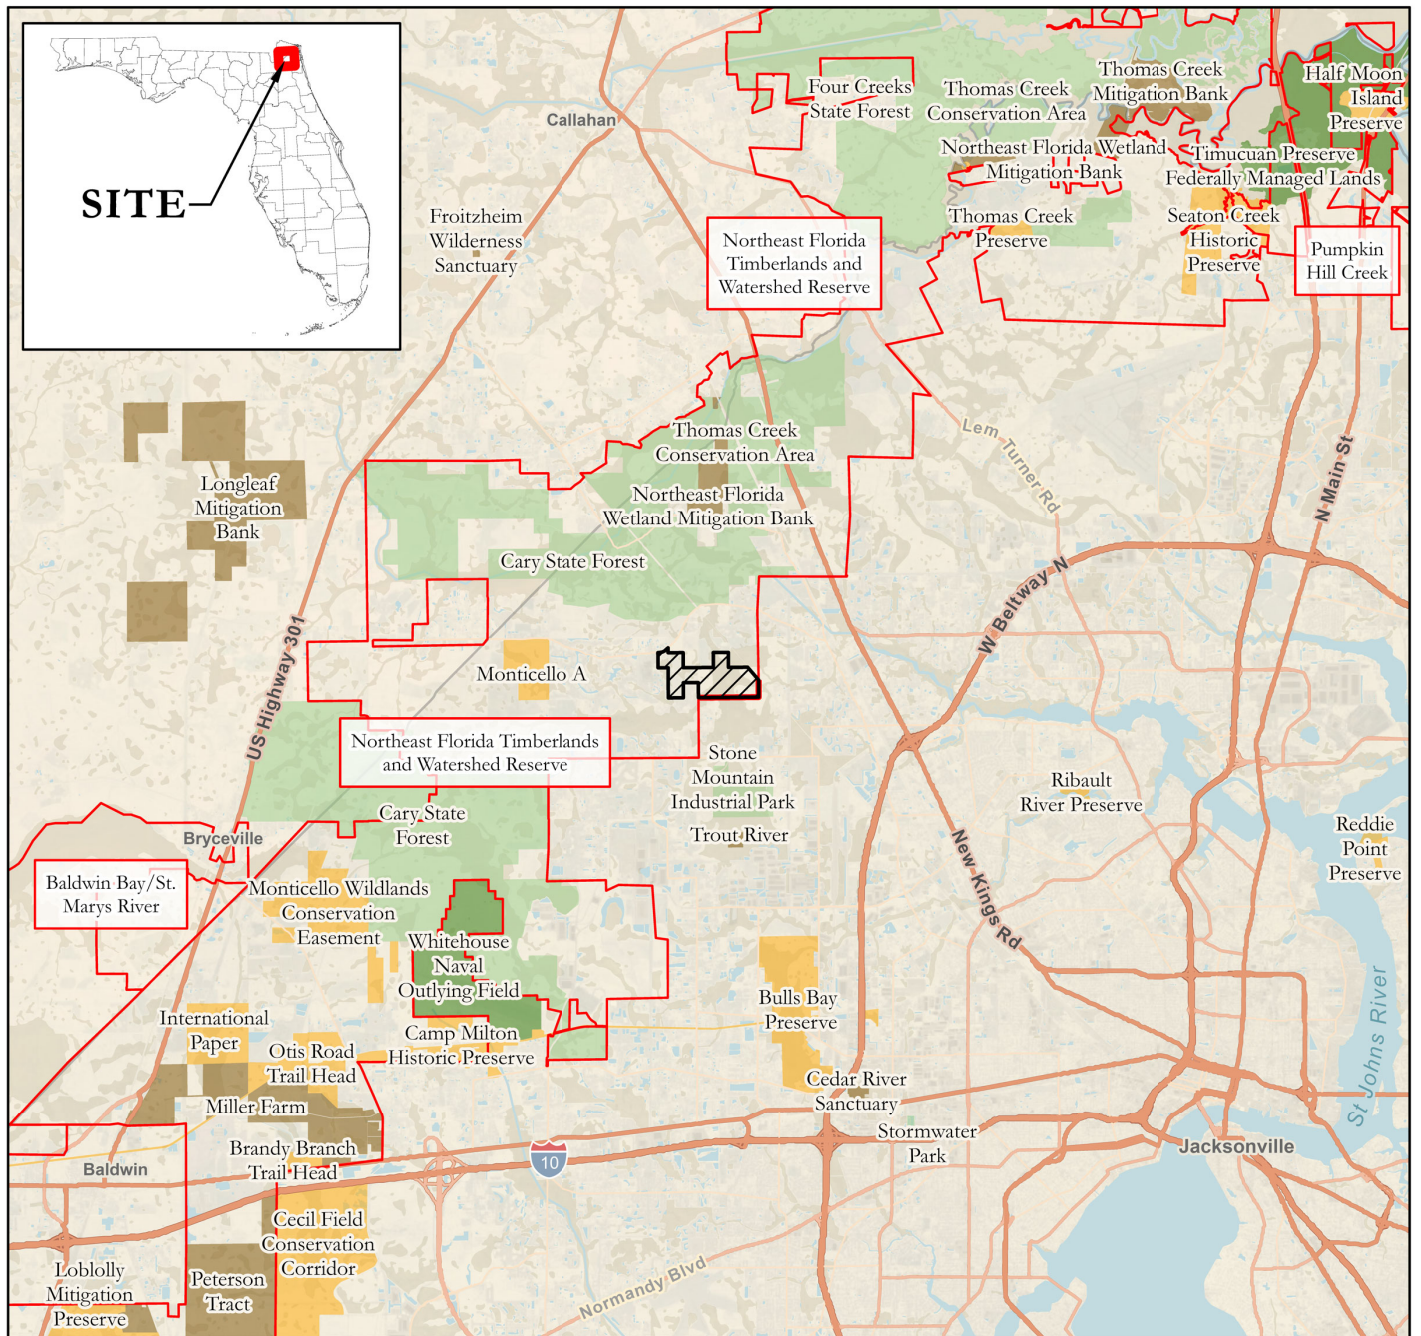 SITE
Callahan
Four Creeks
State Forest
Thomas Creek
Conservation Area
Thomas Creek
Mitigation Bank
Half Moon
Island
Preserve
Northeast Florida Wetland
Mitigation Bank
Timucuan Preserve
Federally Managed Lands
Froitzheim
Wilderness
Sanctuary
Northeast Florida
Timberlands and
Watershed Reserve
Thomas Creek
Preserve
Seaton Creek
Historic
Preserve
Pumpkin
Hill Creek
Longleaf
Mitigation
Bank
Thomas Creek
Conservation Area
Northeast Florida
Wetland Mitigation Bank
Lem Turner Rd
N Main St
Cary State Forest
W Beltway N
US Highway 301
Monticello A
Northeast Florida Timberlands
and Watershed Reserve
Stone
Mountain
Industrial Park
Trout River
Ribault
River Preserve
Reddie
Point
Preserve
Cary State
Forest
Bryceville
New Kings Rd
Baldwin Bay/St.
Marys River
Monticello Wildlands
Conservation
Easement
Whitehouse
Naval
Outlying Field
Bulls Bay
Preserve
St Johns River
International
Paper
Otis Road
Trail Head
Camp Milton
Historic Preserve
Miller Farm
Cedar River
Sanctuary
Stormwater
Park
Jacksonville
Brandy Branch
Trail Head
Baldwin
10
Cecil Field
Conservation
Corridor
Loblolly
Mitigation
Preserve
Peterson
Tract
Normandy Blvd